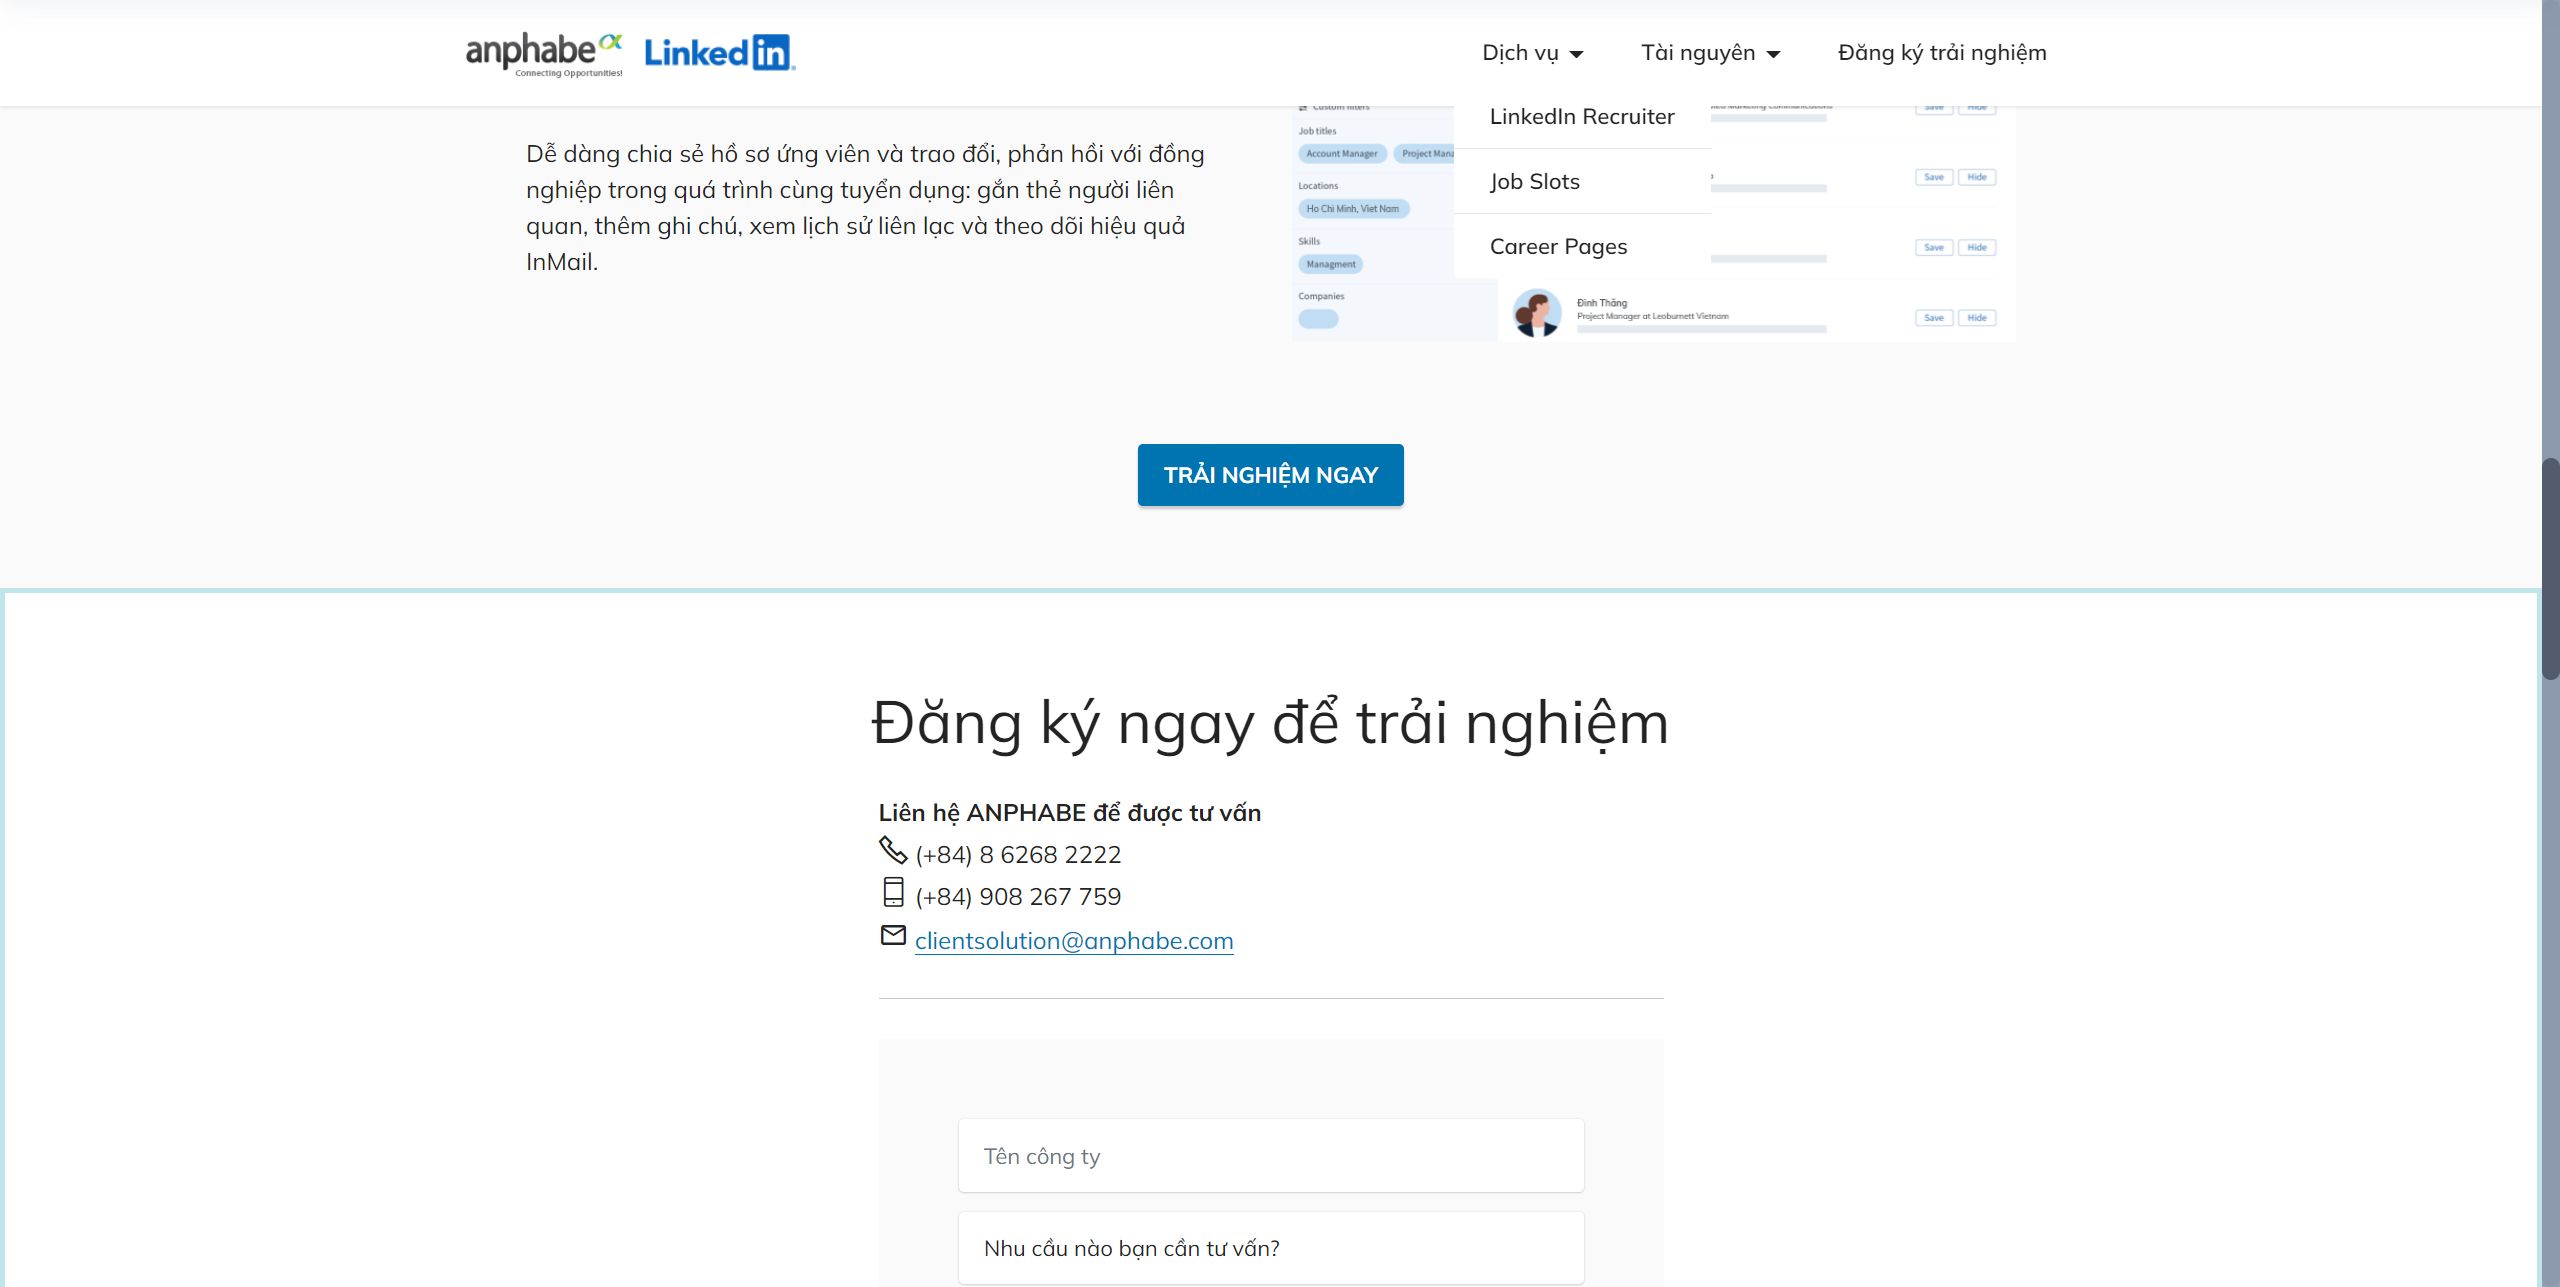 anphabe
Connecting Opportunities!
LinkedIn
Dịch vụ
Tài nguyên
Đăng ký trải nghiệm
LinkedIn Recruiter
Job Slots
Career Pages
Dễ dàng chia sẻ hồ sơ ứng viên và trao đổi, phản hồi với đồng
nghiệp trong quá trình cùng tuyển dụng: gắn thẻ người liên
quan, thêm ghi chú, xem lịch sử liên lạc và theo dõi hiệu quả
InMail.
Custom filters
Job titles
Account Manager
Project Mana
Locations
Ho Chi Minh, Viet Nam
Skills
Managment
Companies
Save Hide
Save Hide
Save Hide
Đinh Thăng
Project Manager at Leoburnett Vietnam
Save Hide
TRẢI NGHIỆM NGAY
Đăng ký ngay để trải nghiệm
Liên hệ ANPHABE để được tư vấn
(+84) 8 6268 2222
(+84) 908 267 759
clientsolution@anphabe.com
Tên công ty
Nhu cầu nào bạn cần tư vấn?